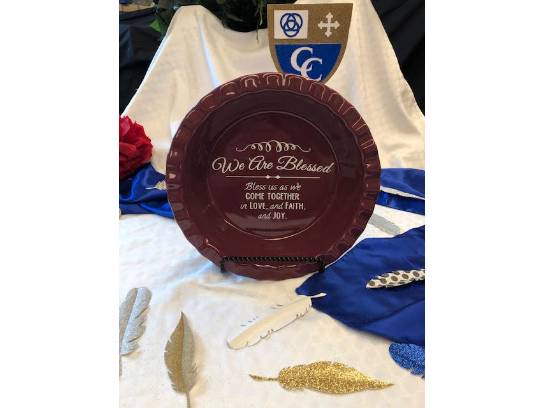 CC
We Are Blessed
Bless us as we
COME TOGETHER
in LOVE, and FAITH,
and JOY.